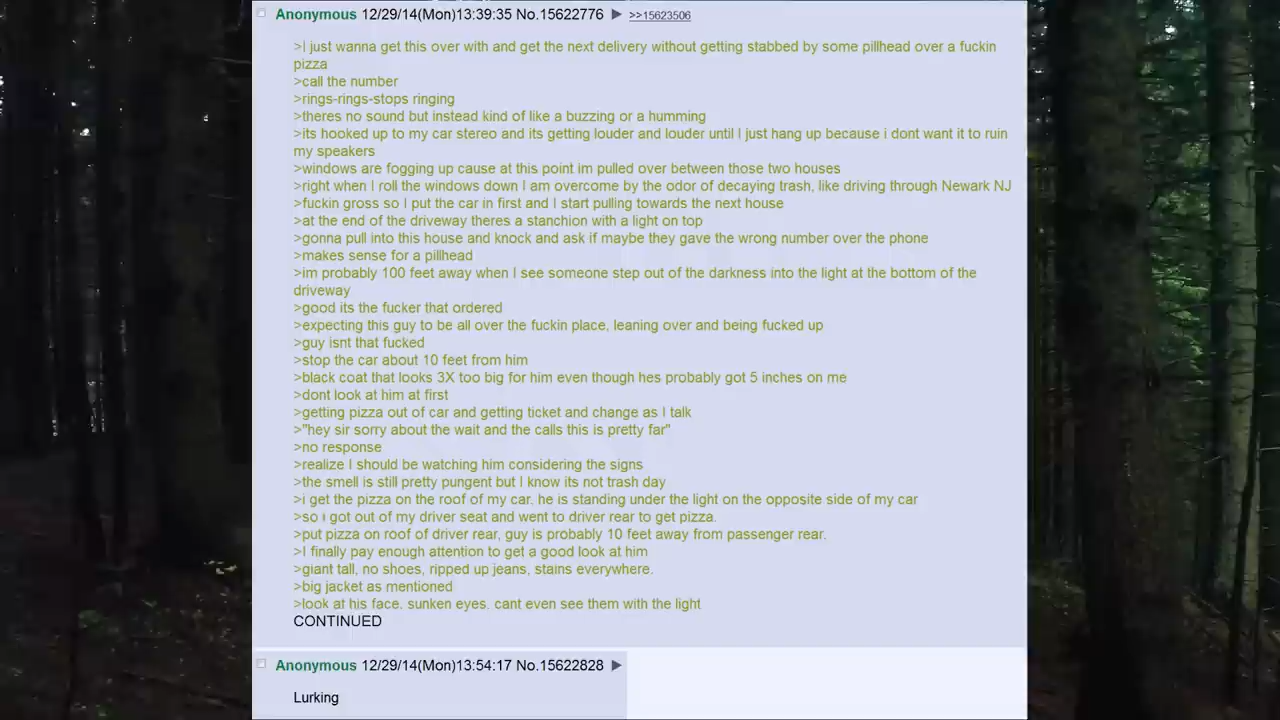 Anonymous 12/29/14(Mon)13:39:35 No.15622776 ▶ >>15623506
>I just wanna get this over with and get the next delivery without getting stabbed by some pillhead over a fuckin
pizza
>call the number
>rings-rings-stops ringing
>theres no sound but instead kind of like a buzzing or a humming
>its hooked up to my car stereo and its getting louder and louder until I just hang up because i dont want it to ruin
my speakers
>windows are fogging up cause at this point im pulled over between those two houses
>right when I roll the windows down I am overcome by the odor of decaying trash, like driving through Newark NJ
>fuckin gross so I put the car in first and I start pulling towards the next house
>at the end of the driveway theres a stanchion with a light on top
>gonna pull into this house and knock and ask if maybe they gave the wrong number over the phone
>makes sense for a pillhead
>im probably 100 feet away when I see someone step out of the darkness into the light at the bottom of the
driveway
>good its the fucker that ordered
>expecting this guy to be all over the fuckin place, leaning over and being fucked up
>guy isnt that fucked
>stop the car about 10 feet from him
>black coat that looks 3X too big for him even though hes probably got 5 inches on me
>dont look at him at first
>getting pizza out of car and getting ticket and change as I talk
>"hey sir sorry about the wait and the calls this is pretty far"
>no response
>realize I should be watching him considering the signs
>the smell is still pretty pungent but I know its not trash day
>i get the pizza on the roof of my car. he is standing under the light on the opposite side of my car
>so i got out of my driver seat and went to driver rear to get pizza.
>put pizza on roof of driver rear, guy is probably 10 feet away from passenger rear.
>I finally pay enough attention to get a good look at him
>giant tall, no shoes, ripped up jeans, stains everywhere.
>big jacket as mentioned
>look at his face. sunken eyes. cant even see them with the light
CONTINUED
Anonymous 12/29/14(Mon)13:54:17 No.15622828 ▶
Lurking